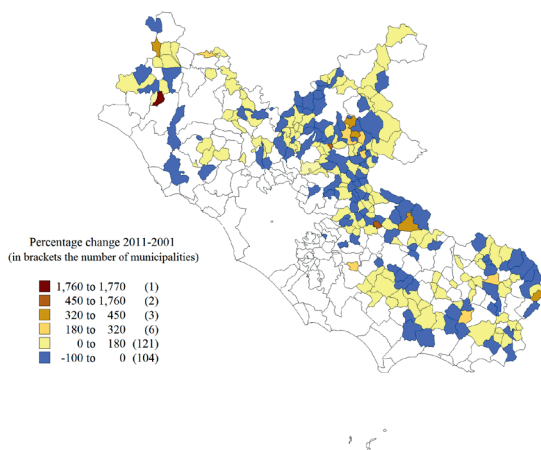 Percentage change 2011-2001
(in brackets the number of municipalities)
1,760 to 1,770 (1)
450 to 1,760 (2)
320 to 450 (3)
180 to 320 (6)
0 to 180 (121)
-100 to 0 (104)